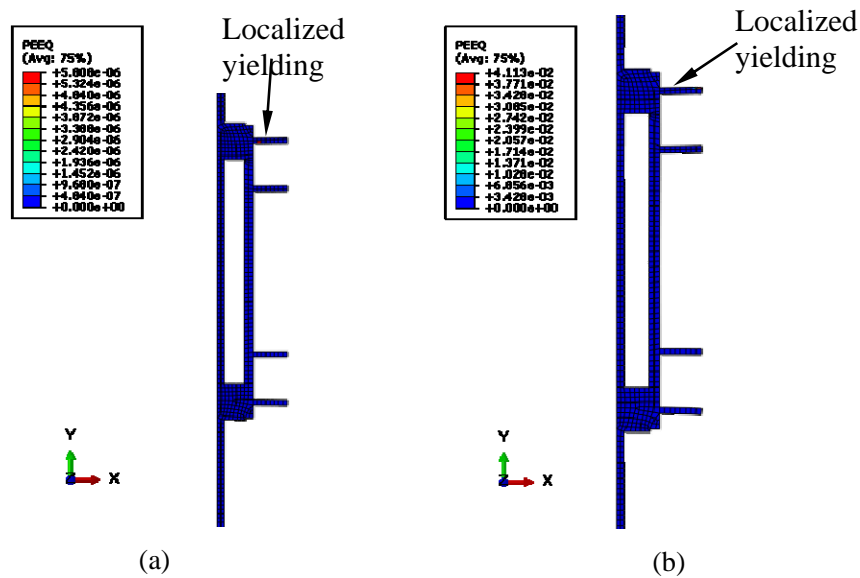 Localized
yielding
PEEQ
(Avg: 75%)
+5.808e-06
+5.324e-06
+4.840e-06
+4.356e-06
+3.872e-06
+3.388e-06
+2.904e-06
+2.420e-06
+1.936e-06
+1.452e-06
+9.680e-07
+4.840e-07
+0.000e+00
Y
Z
X
(a)
Localized
yielding
PEEQ
(Avg: 75%)
+4.113e-02
+3.771e-02
+3.428e-02
+3.085e-02
+2.742e-02
+2.399e-02
+2.057e-02
+1.714e-02
+1.371e-02
+1.028e-02
+6.856e-03
+3.428e-03
+0.000e+00
Y
Z
X
(b)